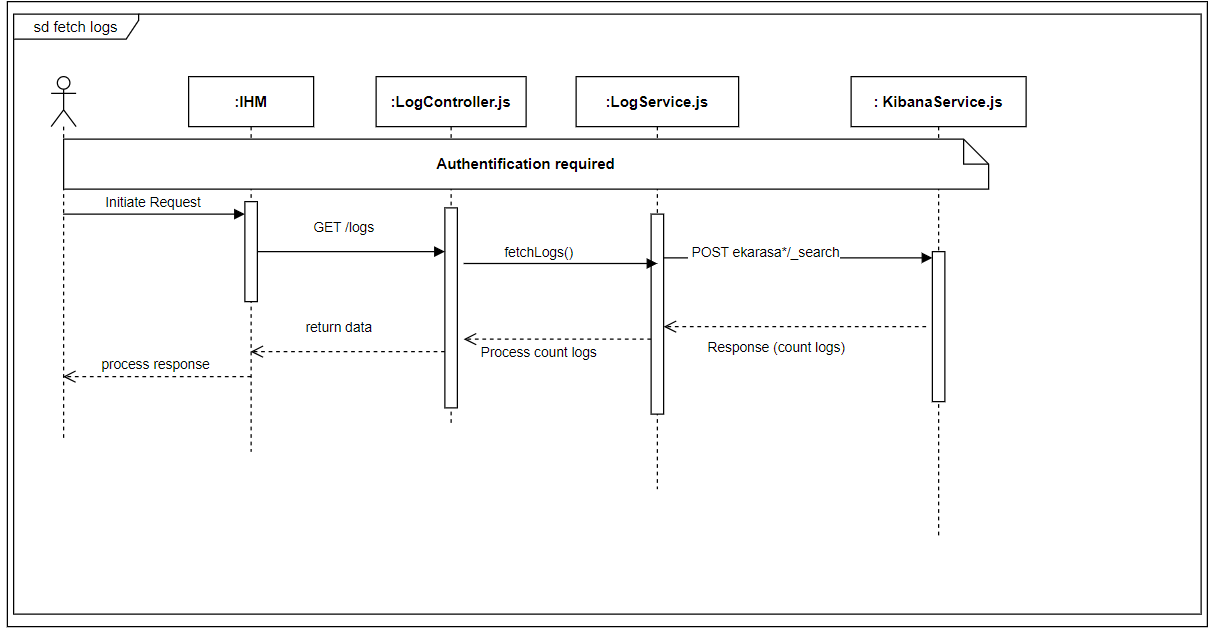 sd fetch logs
:IHM
:LogController.js
:LogService.js
: KibanaService.js
Authentification required
Initiate Request
GET /logs
fetchLogs()
POST ekarasa*/_search
return data
Process count logs
Response (count logs)
process response